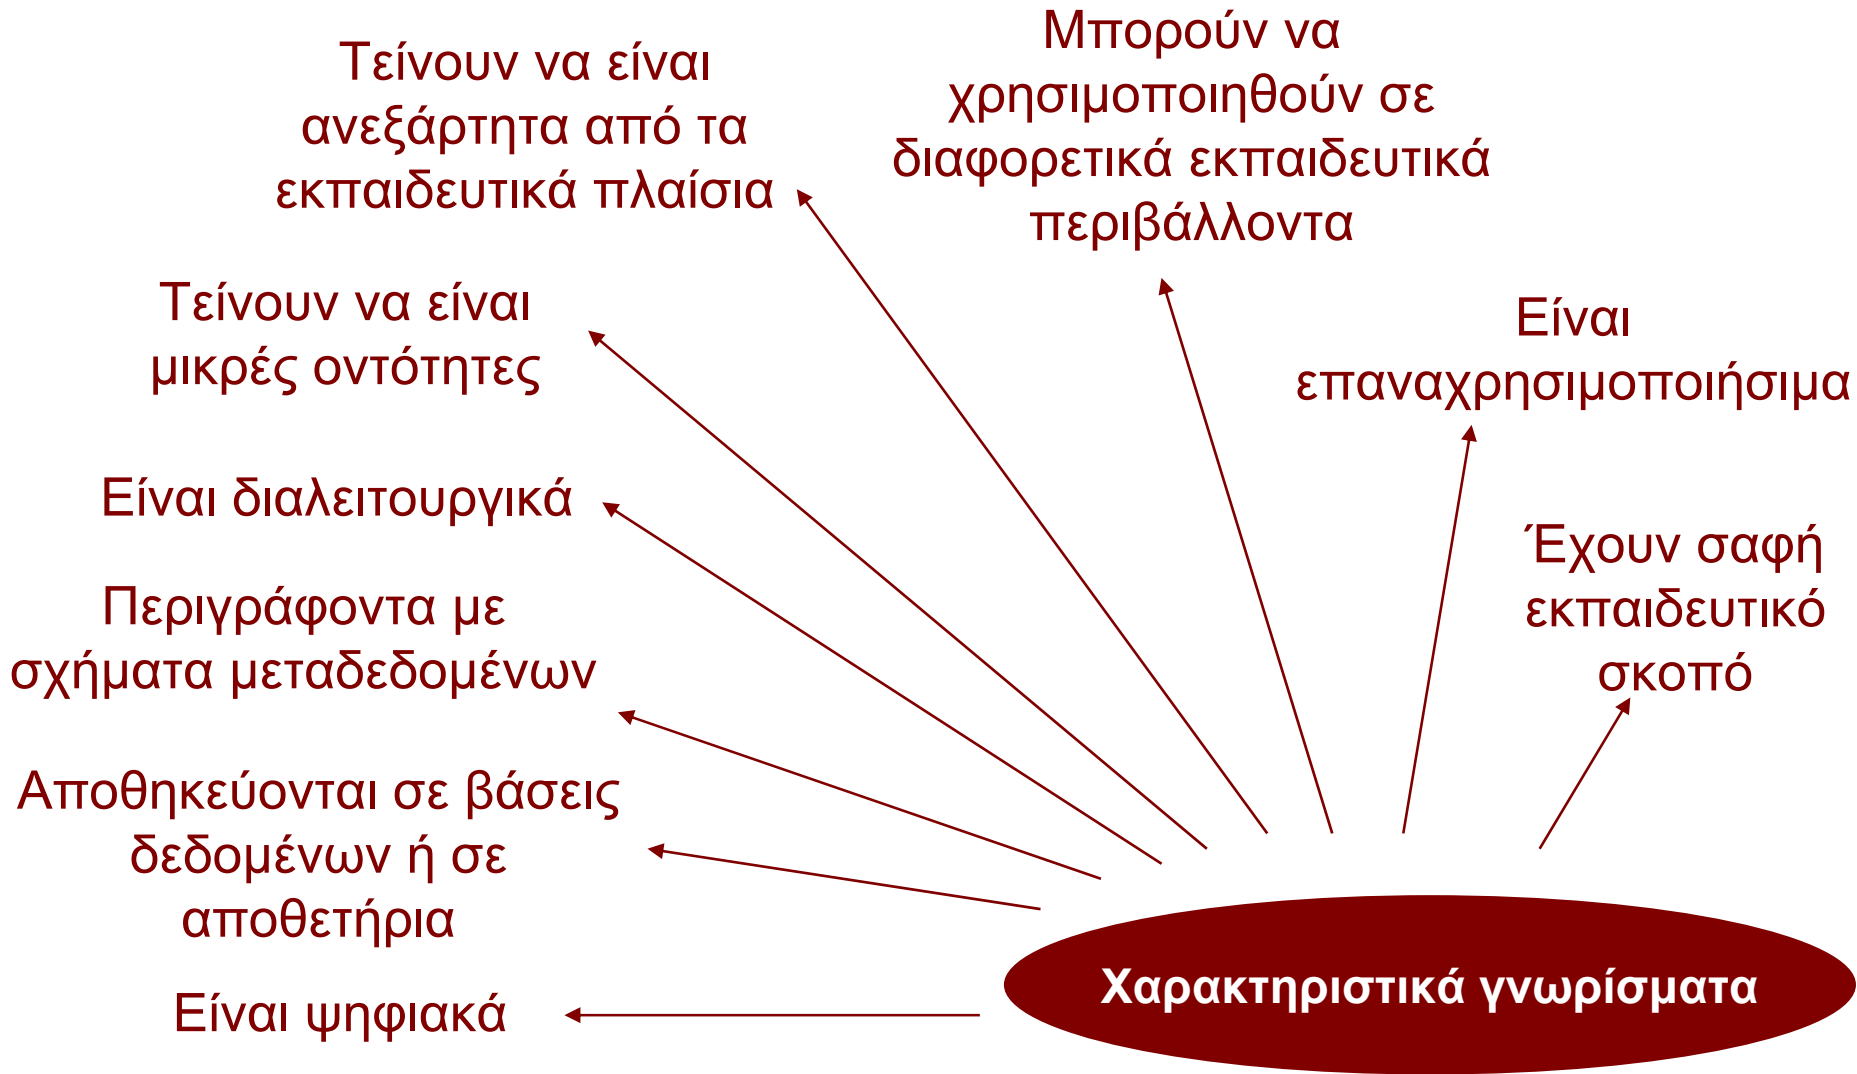 Τείνουν να είναι
ανεξάρτητα από τα
εκπαιδευτικά πλαίσια
Μπορούν να
χρησιμοποιηθούν σε
διαφορετικά εκπαιδευτικά
περιβάλλοντα
Τείνουν να είναι
μικρές οντότητες
Είναι
επαναχρησιμοποιήσιμα
Είναι διαλειτουργικά
Έχουν σαφή
εκπαιδευτικό
σκοπό
Περιγράφοντα με
σχήματα μεταδεδομένων
Αποθηκεύονται σε βάσεις
δεδομένων ή σε
αποθετήρια
Είναι ψηφιακά
Χαρακτηριστικά γνωρίσματα